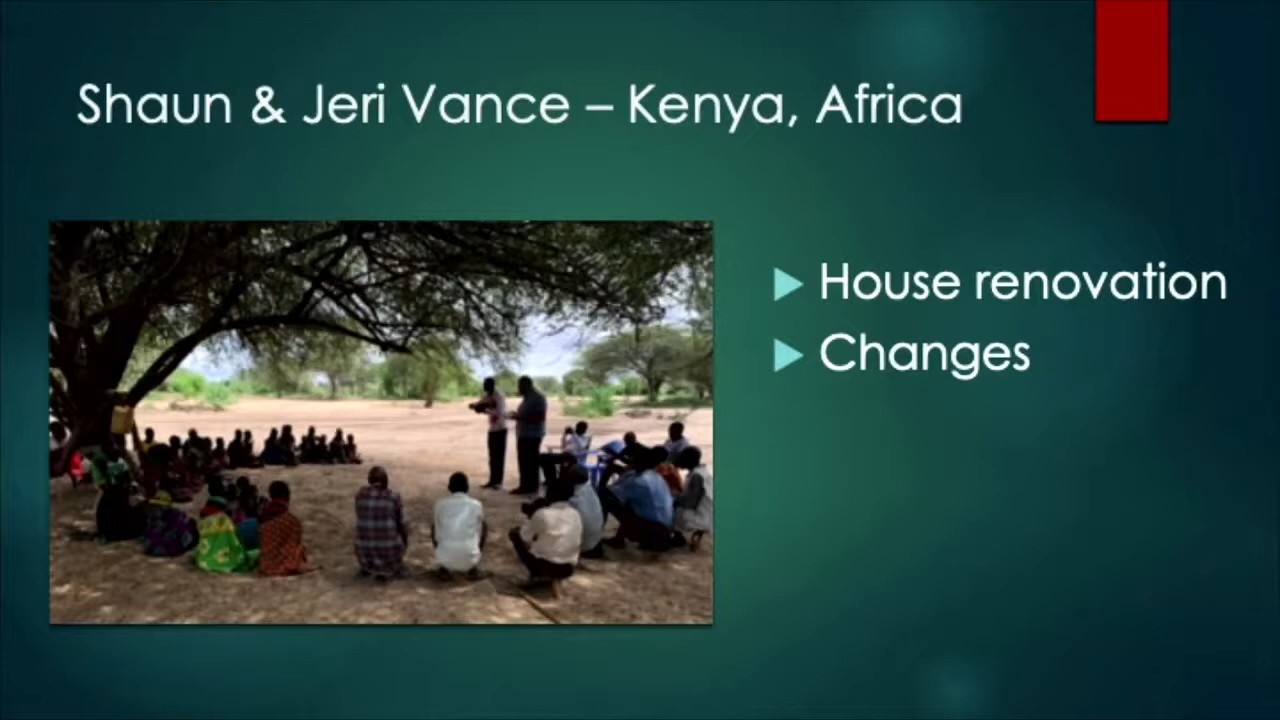 Shaun & Jeri Vance – Kenya, Africa
House renovation
Changes